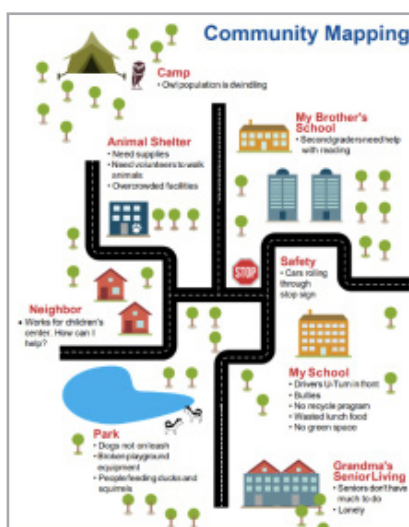 Community Mapping
Camp
• Owl population is dwindling
My Brother's
School
• Second graders need help
with reading
Animal Shelter
• Need supplies
• Need volunteers to walk
animals
• Overcrowded facilities
STOP
Safety
• Cars rolling
through
stop sign
Neighbor
• Works for children's
center. How can I
help?
My School
• Drivers U-Turn in front
• Bullies
• No recycle program
• Wasted lunch food
• No green space
Park
• Dogs not on leash
• Broken playground
equipment
• People feeding ducks and
squirrels
Grandma's
Senior Living
• Seniors don't have
much to do
• Lonely